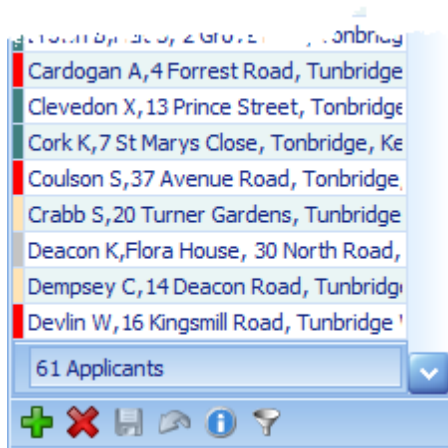 Cardogan A,4 Forrest Road, Tunbridge
Clevedon X,13 Prince Street, Tonbridge
Cork K,7 St Marys Close, Tonbridge, Ke
Coulson S,37 Avenue Road, Tonbridge,
Crabb S,20 Turner Gardens, Tunbridge
Deacon K,Flora House, 30 North Road,
Dempsey C,14 Deacon Road, Tunbridg
Devlin W,16 Kingsmill Road, Tunbridge
61 Applicants